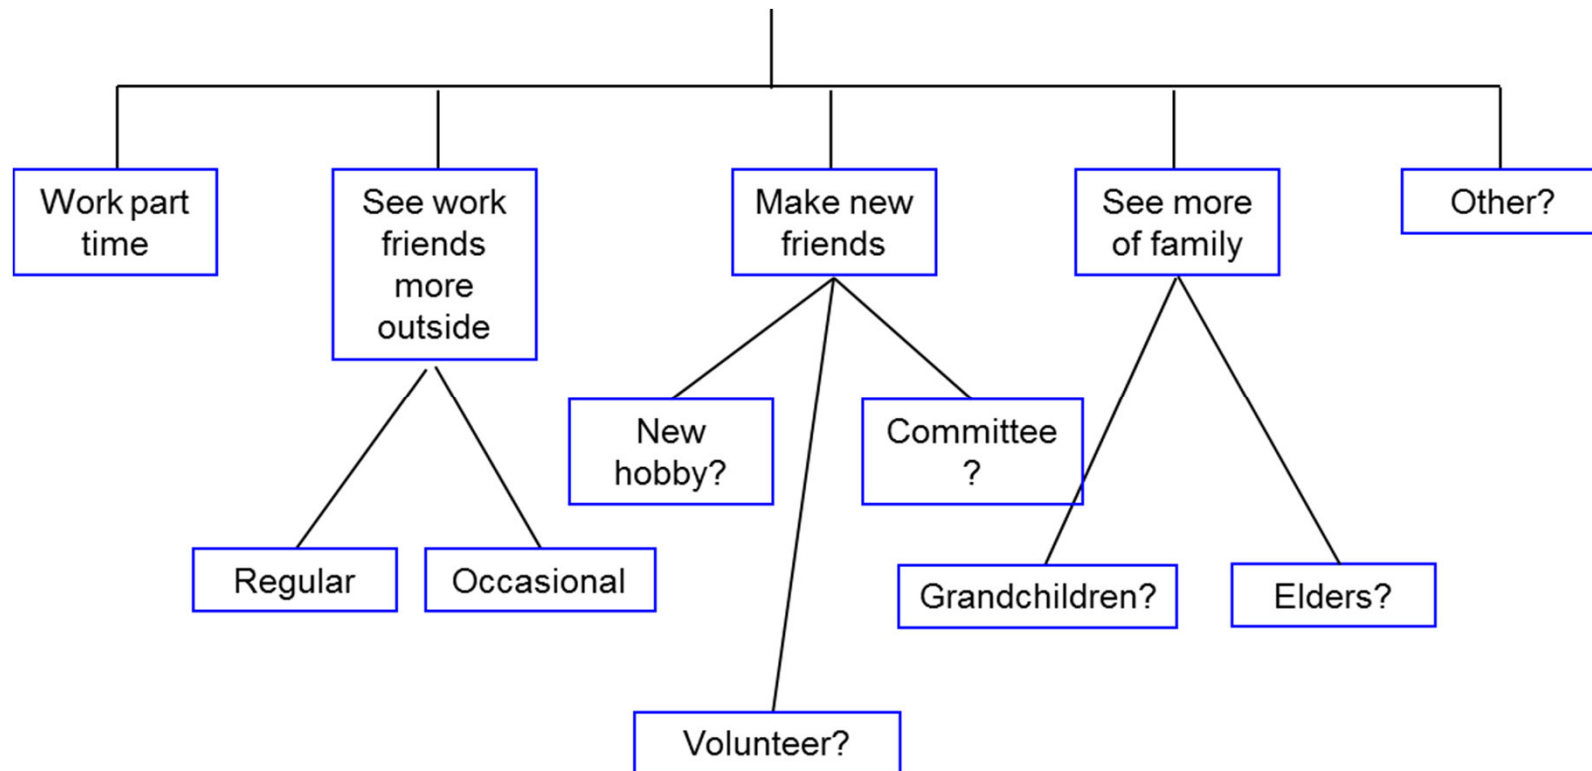 Work part
time
See work
friends
more
outside
Make new
friends
See more
of family
Other?
New
hobby?
Committee
?
Regular
Occasional
Grandchildren?
Elders?
Volunteer?